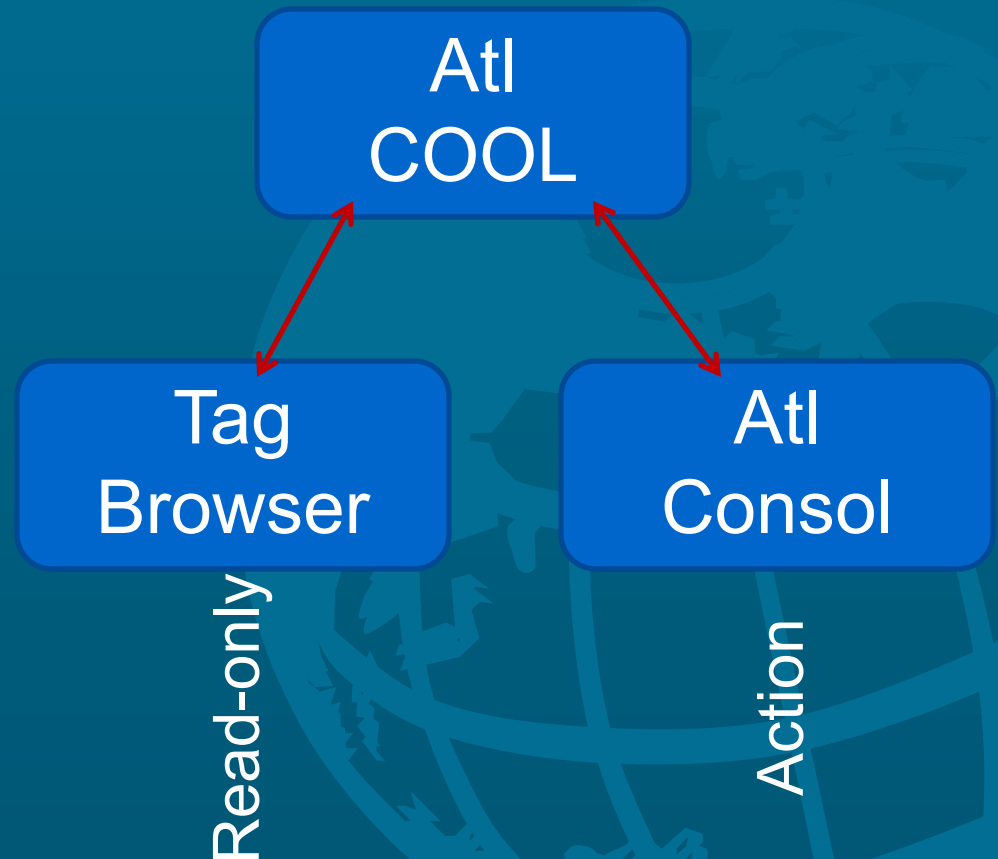 Atl
COOL
Tag
Browser
Atl
Consol
Read-only
Action